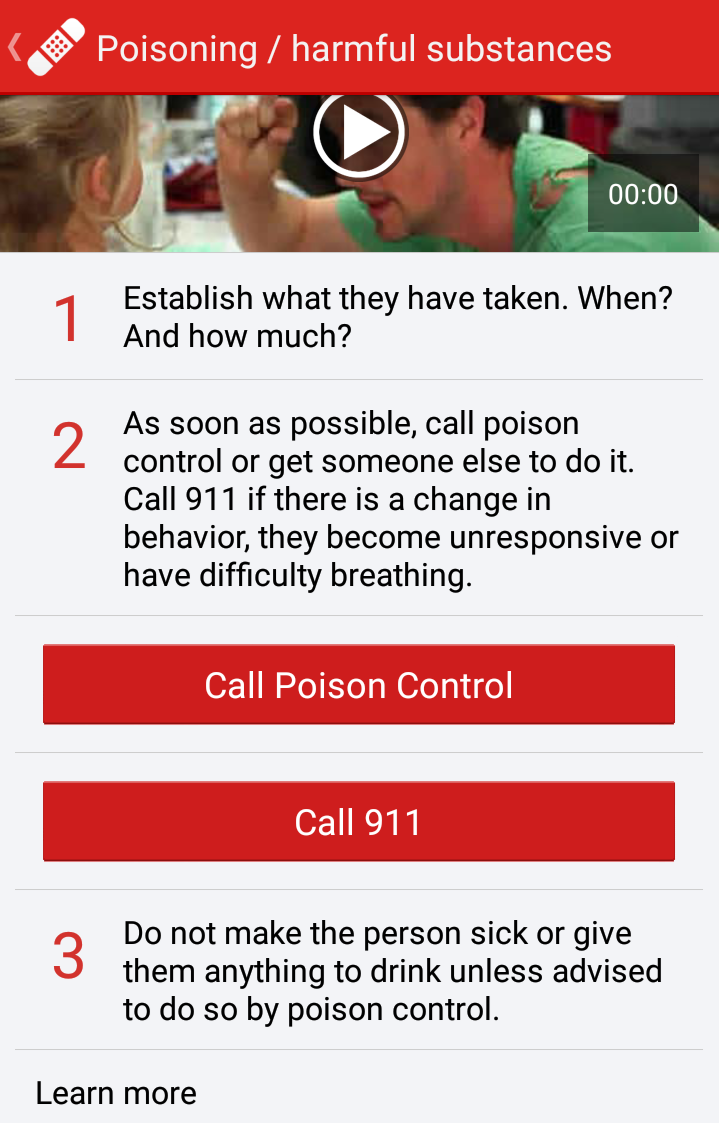 Poisoning / harmful substances
00:00
1
Establish what they have taken. When?
And how much?
2
As soon as possible, call poison
control or get someone else to do it.
Call 911 if there is a change in
behavior, they become unresponsive or
have difficulty breathing.
Call Poison Control
Call 911
3
Do not make the person sick or give
them anything to drink unless advised
to do so by poison control.
Learn more